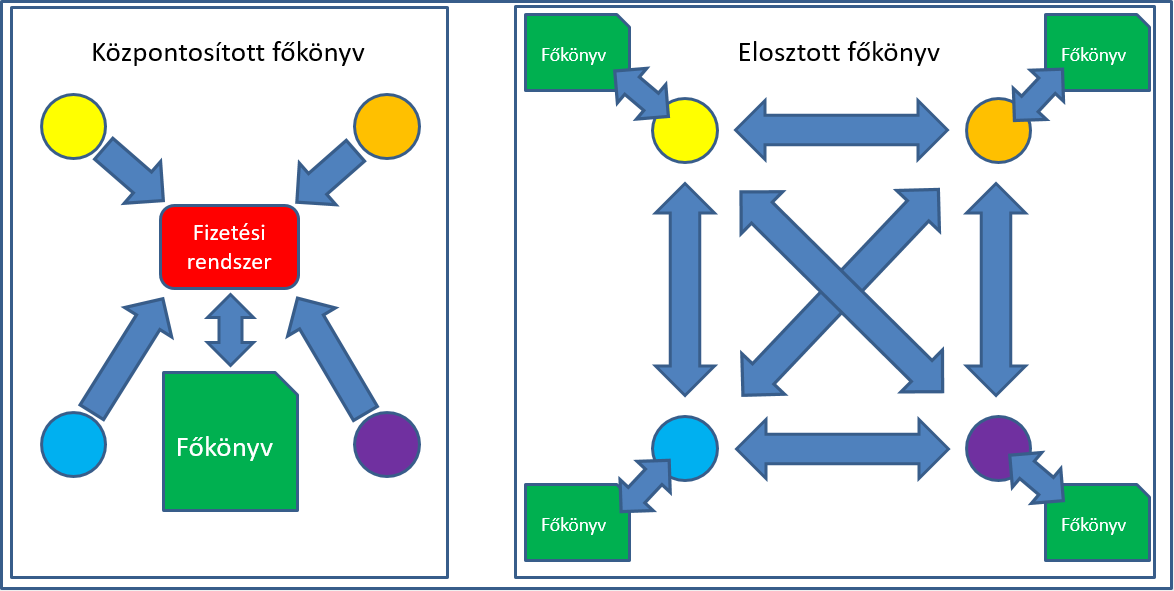 Központosított főkönyv
Fizetési
rendszer
Főkönyv
Elosztott főkönyv
Főkönyv
Főkönyv
Főkönyv
Főkönyv